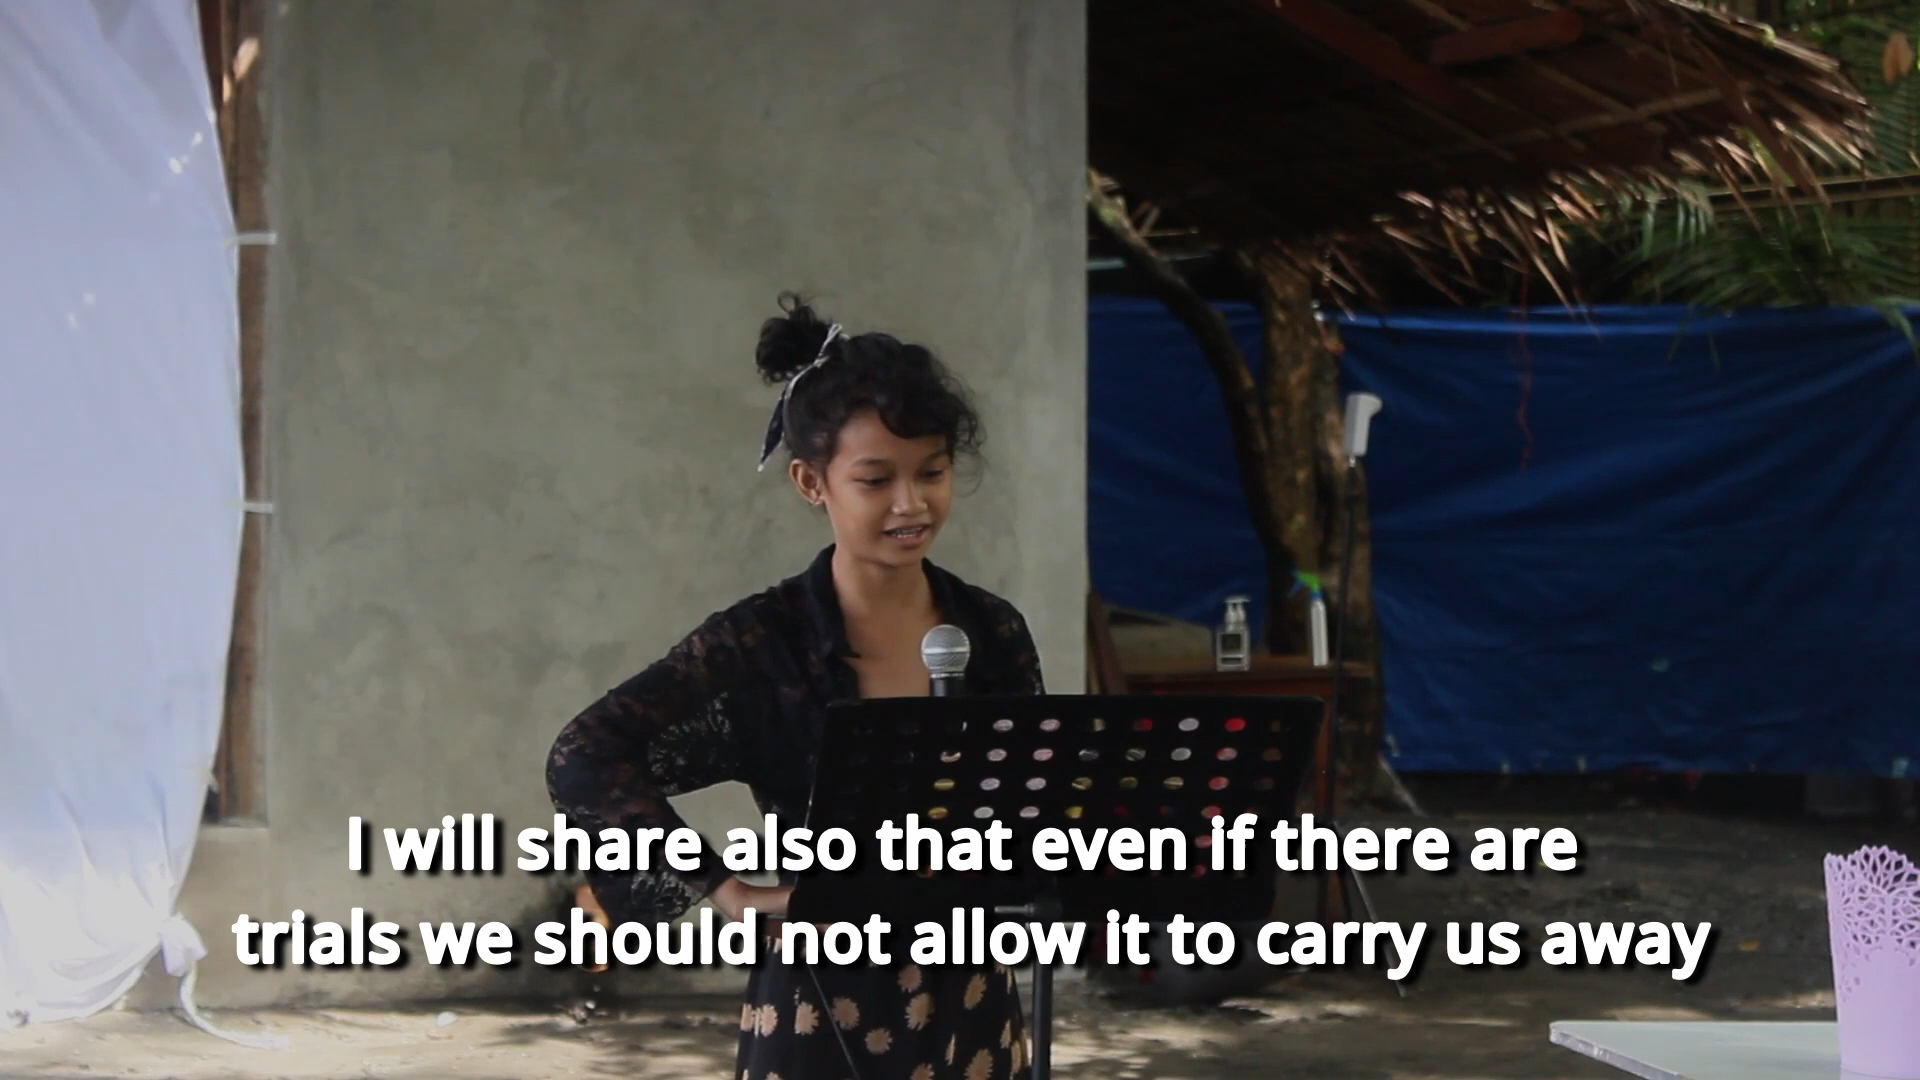 I will share also that even if there are
trials we should not allow it to carry us away